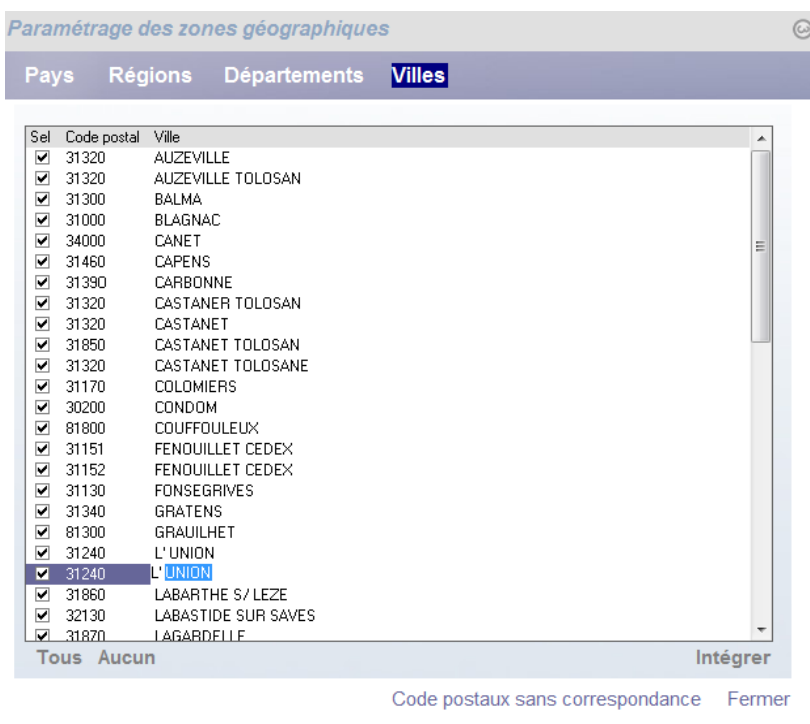 Paramétrage des zones géographiques
Pays Régions Départements Villes
Sel Code postal Ville
31320 AUZEVILLE
31320 AUZEVILLE TOLOSAN
31300 BALMA
31000 BLAGNAC
34000 CANET
31460 CAPENS
31390 CARBONNE
31320 CASTANER TOLOSAN
31320 CASTANET
31850 CASTANET TOLOSAN
31320 CASTANET TOLOSANE
31170 COLOMIERS
30200 CONDOM
81800 COUFFOULEUX
31151 FENOUILLET CEDEX
31152 FENOUILLET CEDEX
31130 FONSEGRIVES
31340 GRATENS
81300 GRAUILHET
31240 L' UNION
31240 L' UNION
31860 LABARTHE S/ LEZE
32130 LABASTIDE SUR SAVES
31870 LAGARDELLE
Tous Aucun Intégrer
Code postaux sans correspondance Fermer